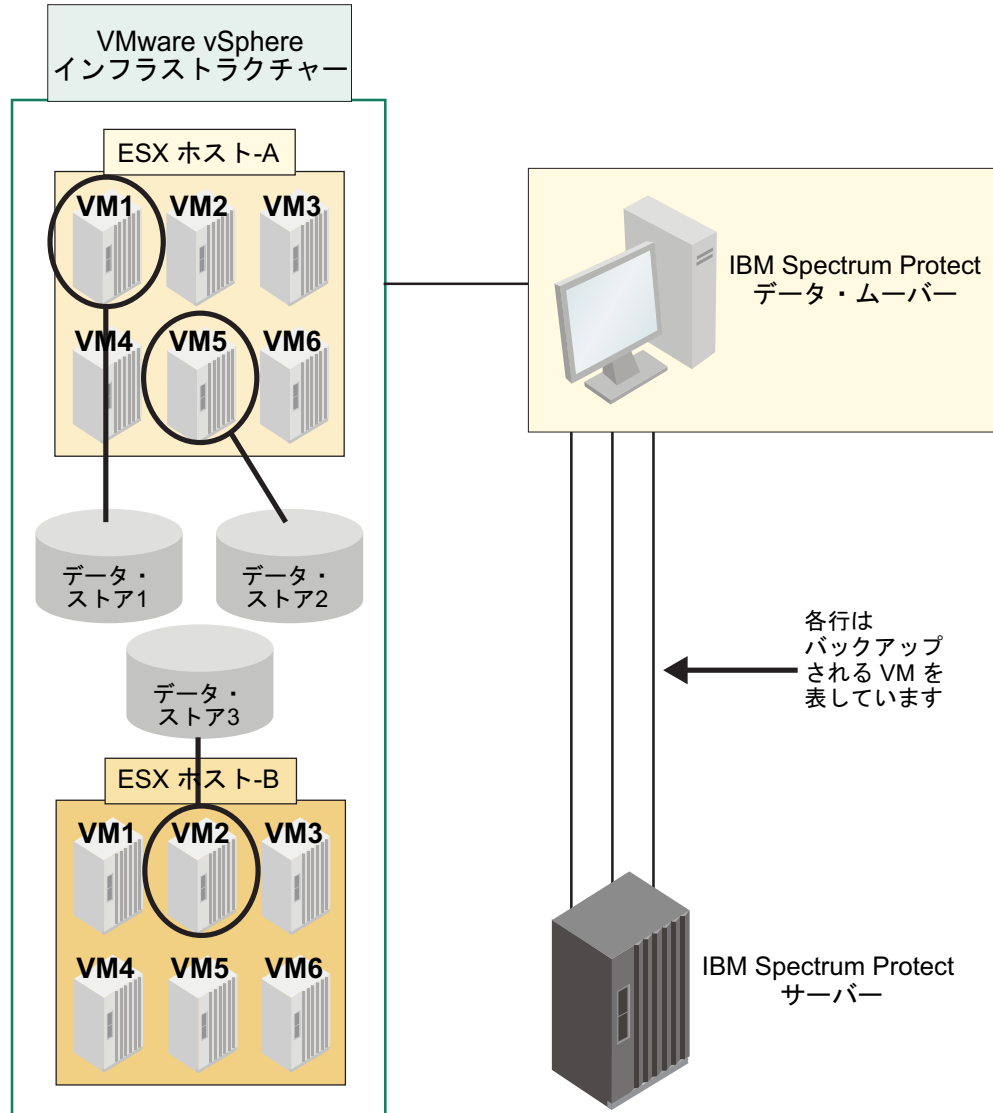 VMware vSphere
インフラストラクチャー
ESX ホスト-A
VM1 VM2 VM3
VM4 VM5 VM6
IBM Spectrum Protect
データ・ムーバー
データ・
ストア1
データ・
ストア2
データ・
ストア3
各行は
バックアップ
される VM を
表しています
ESX ホスト-B
VM1 VM2 VM3
VM4 VM5 VM6
IBM Spectrum Protect
サーバー